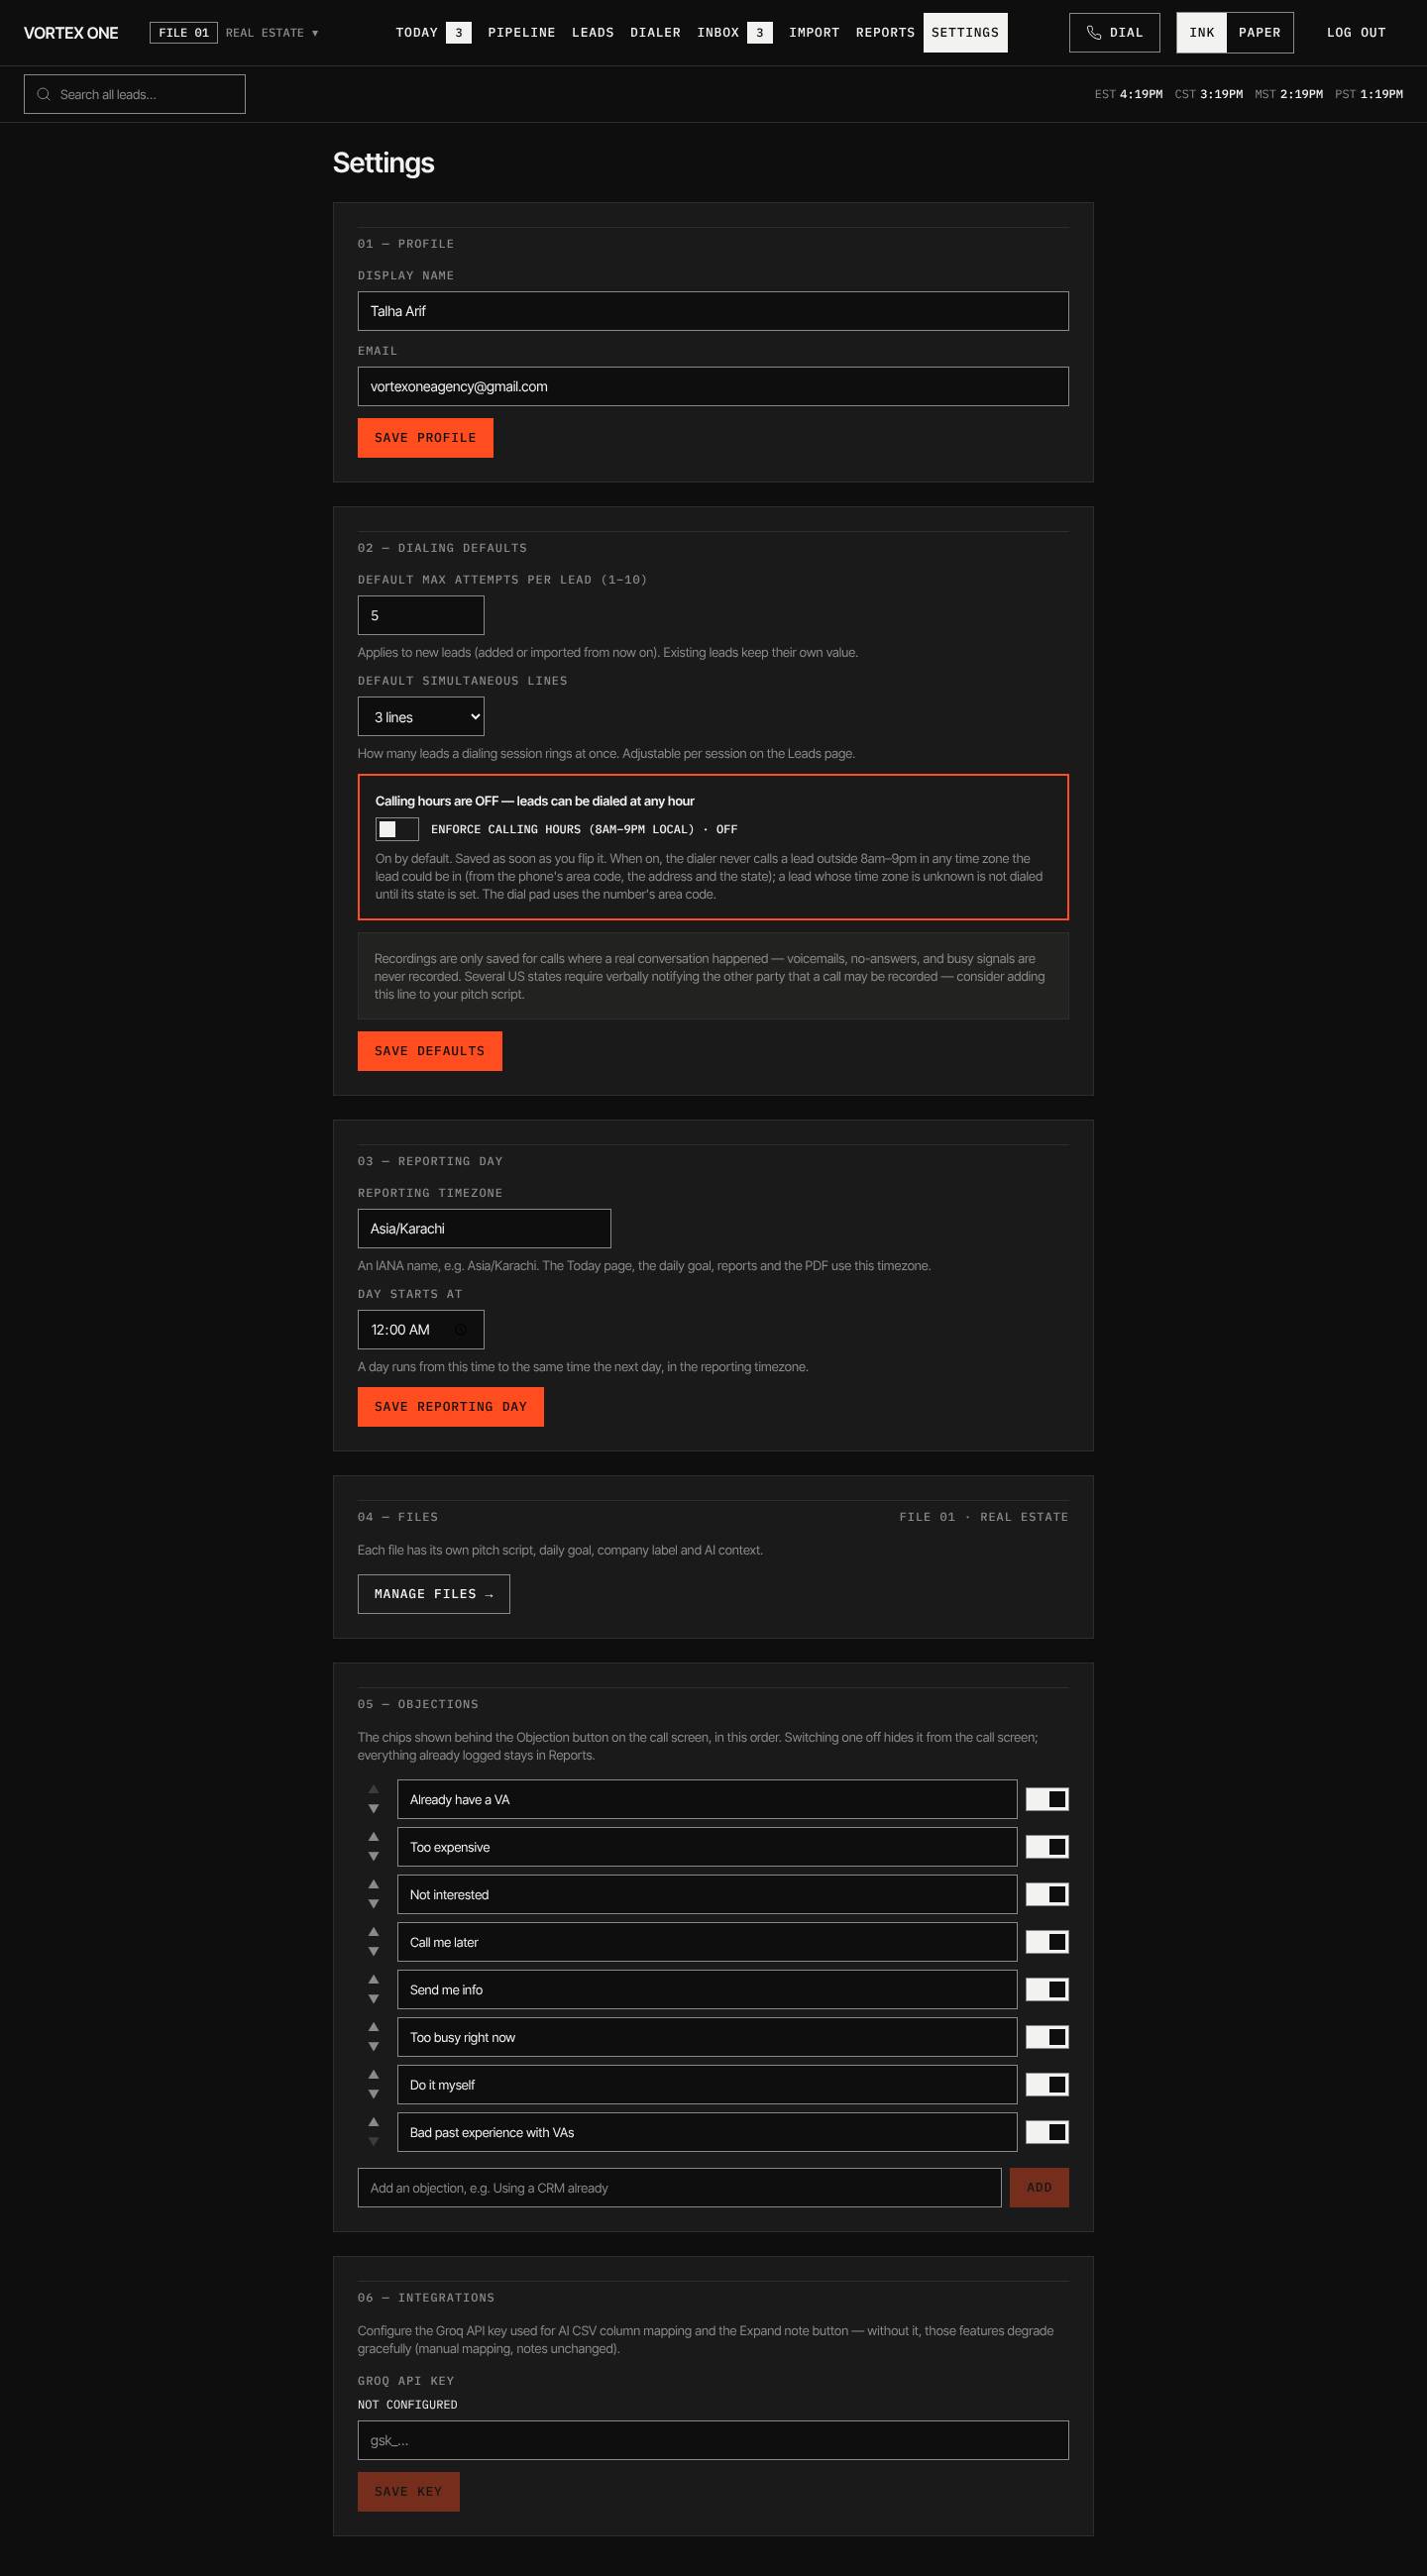 VORTEX ONE
FILE 01 REAL ESTATE ▾
TODAY 3 PIPELINE LEADS DIALER INBOX 3 IMPORT REPORTS SETTINGS
DIAL
INK PAPER
LOG OUT
Search all leads...
EST 4:19PM CST 3:19PM MST 2:19PM PST 1:19PM
Settings
01 — PROFILE
DISPLAY NAME
Talha Arif
EMAIL
vortexoneagency@gmail.com
SAVE PROFILE
02 — DIALING DEFAULTS
DEFAULT MAX ATTEMPTS PER LEAD (1–10)
5
Applies to new leads (added or imported from now on). Existing leads keep their own value.
DEFAULT SIMULTANEOUS LINES
3 lines
How many leads a dialing session rings at once. Adjustable per session on the Leads page.
Calling hours are OFF — leads can be dialed at any hour
ENFORCE CALLING HOURS (8AM–9PM LOCAL) · OFF
On by default. Saved as soon as you flip it. When on, the dialer never calls a lead outside 8am–9pm in any time zone the
lead could be in (from the phone's area code, the address and the state); a lead whose time zone is unknown is not dialed
until its state is set. The dial pad uses the number's area code.
Recordings are only saved for calls where a real conversation happened — voicemails, no-answers, and busy signals are
never recorded. Several US states require verbally notifying the other party that a call may be recorded — consider adding
this line to your pitch script.
SAVE DEFAULTS
03 — REPORTING DAY
REPORTING TIMEZONE
Asia/Karachi
An IANA name, e.g. Asia/Karachi. The Today page, the daily goal, reports and the PDF use this timezone.
DAY STARTS AT
12:00 AM
A day runs from this time to the same time the next day, in the reporting timezone.
SAVE REPORTING DAY
04 — FILES
FILE 01 · REAL ESTATE
Each file has its own pitch script, daily goal, company label and AI context.
MANAGE FILES →
05 — OBJECTIONS
The chips shown behind the Objection button on the call screen, in this order. Switching one off hides it from the call screen;
everything already logged stays in Reports.
Already have a VA
Too expensive
Not interested
Call me later
Send me info
Too busy right now
Do it myself
Bad past experience with VAs
Add an objection, e.g. Using a CRM already
ADD
06 — INTEGRATIONS
Configure the Groq API key used for AI CSV column mapping and the Expand note button — without it, those features degrade
gracefully (manual mapping, notes unchanged).
GROQ API KEY
NOT CONFIGURED
gsk_...
SAVE KEY